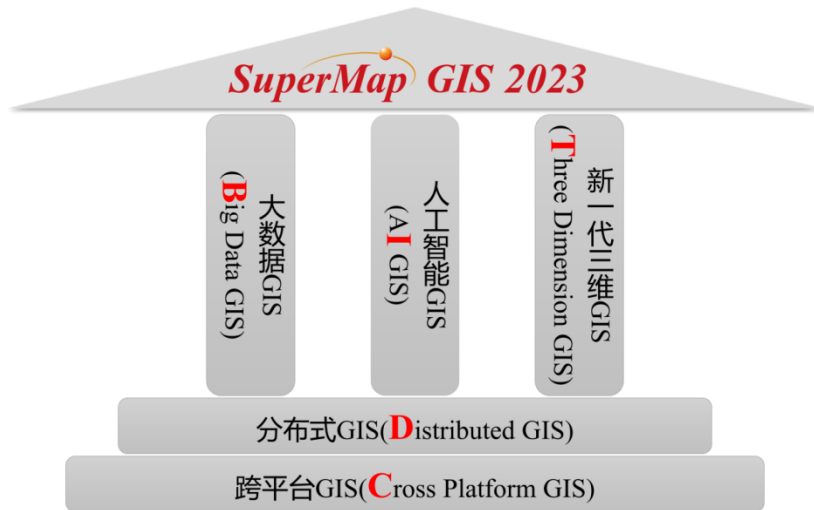 SuperMap GIS 2023
大数据GIS
(Big Data GIS)
人工智能GIS
(AI GIS)
新一代三维GIS
(Three Dimension GIS)
分布式GIS(Distributed GIS)
跨平台GIS(Cross Platform GIS)